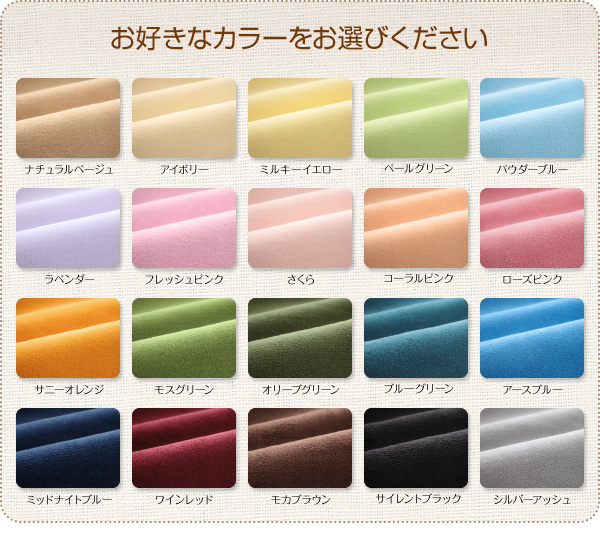 お好きなカラーをお選びください
ナチュラルベージュ
アイボリー
ミルキーイエロー
ペールグリーン
パウダーブルー
ラベンダー
フレッシュピンク
さくら
コーラルピンク
ローズピンク
サニーオレンジ
モスグリーン
オリーブグリーン
ブルーグリーン
アースブルー
ミッドナイトブルー
ワインレッド
モカブラウン
サイレントブラック
シルバーアッシュ